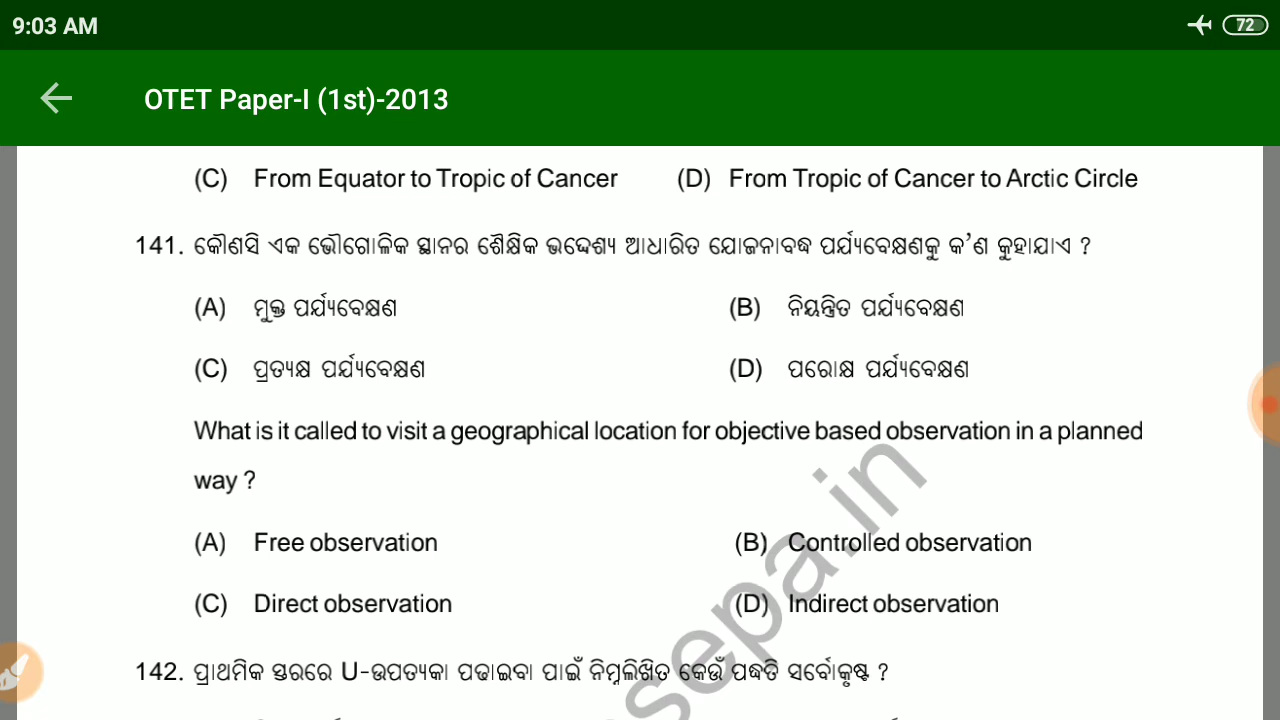 9:03 AM
72
OTET Paper-I (1st)-2013
(C) From Equator to Tropic of Cancer (D) From Tropic of Cancer to Arctic Circle
141. କୌଣସି ଏକ ଭୌଗୋଳିକ ସ୍ଥାନର ଶୈକ୍ଷିକ ଭଦ୍ଦେଶ୍ୟ ଆଧାରିତ ଯୋଜନାବଦ୍ଧ ପର୍ଯ୍ୟବେକ୍ଷଣକୁ କ'ଣ କୁହାଯାଏ ?
(A) ମୁକ୍ତ ପର୍ଯ୍ୟବେକ୍ଷଣ (B) ନିୟନ୍ତ୍ରିତ ପର୍ଯ୍ୟବେକ୍ଷଣ
(C) ପ୍ରତ୍ୟକ୍ଷ ପର୍ଯ୍ୟବେକ୍ଷଣ (D) ପରୋକ୍ଷ ପର୍ଯ୍ୟବେକ୍ଷଣ
What is it called to visit a geographical location for objective based observation in a planned
way ?
(A) Free observation (B) Controlled observation
(C) Direct observation (D) Indirect observation
142. ପ୍ରାଥମିକ ସ୍ତରରେ U-ଉପତ୍ୟକା ପଢାଇବା ପାଇଁ ନିମ୍ନଲିଖିତ କେଉଁ ପଦ୍ଧତି ସର୍ବୋକୃଷ୍ଟ ?
sepa.in